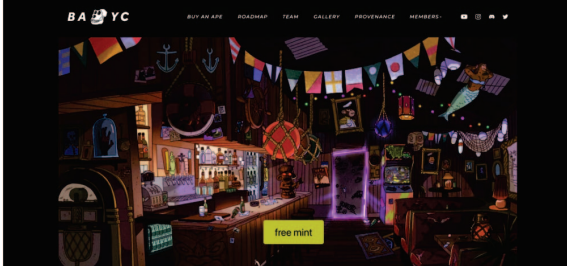 BA YC
BUY AN APE ROADMAP TEAM GALLERY PROVENANCE MEMBERS
free mint